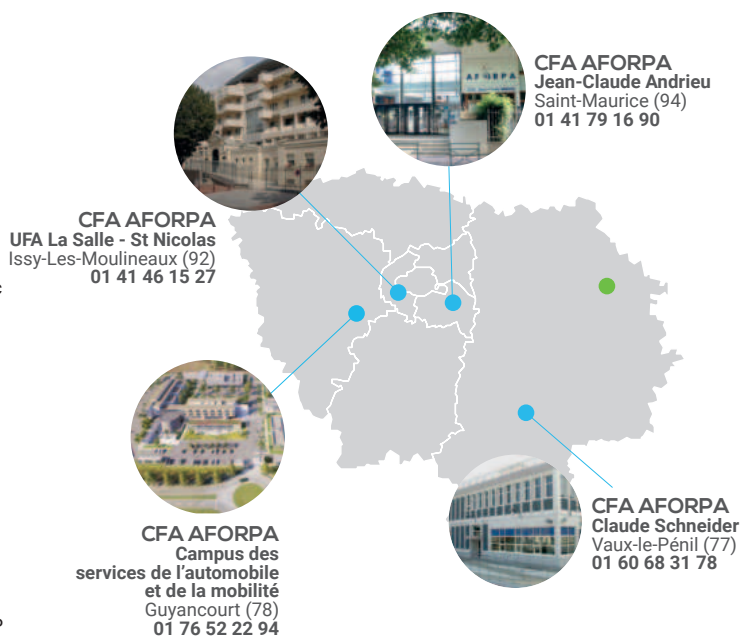 CFA AFORPA
Jean-Claude Andrieu
Saint-Maurice (94)
01 41 79 16 90
AFORPA
CFA AFORPA
UFA La Salle - St Nicolas
Issy-Les-Moulineaux (92)
01 41 46 15 27
c
CFA AFORPA
Campus des
services de l'automobile
et de la mobilité
Guyancourt (78)
01 76 52 22 94
CFA AFORPA
Claude Schneider
Vaux-le-Pénil (77)
01 60 68 31 78